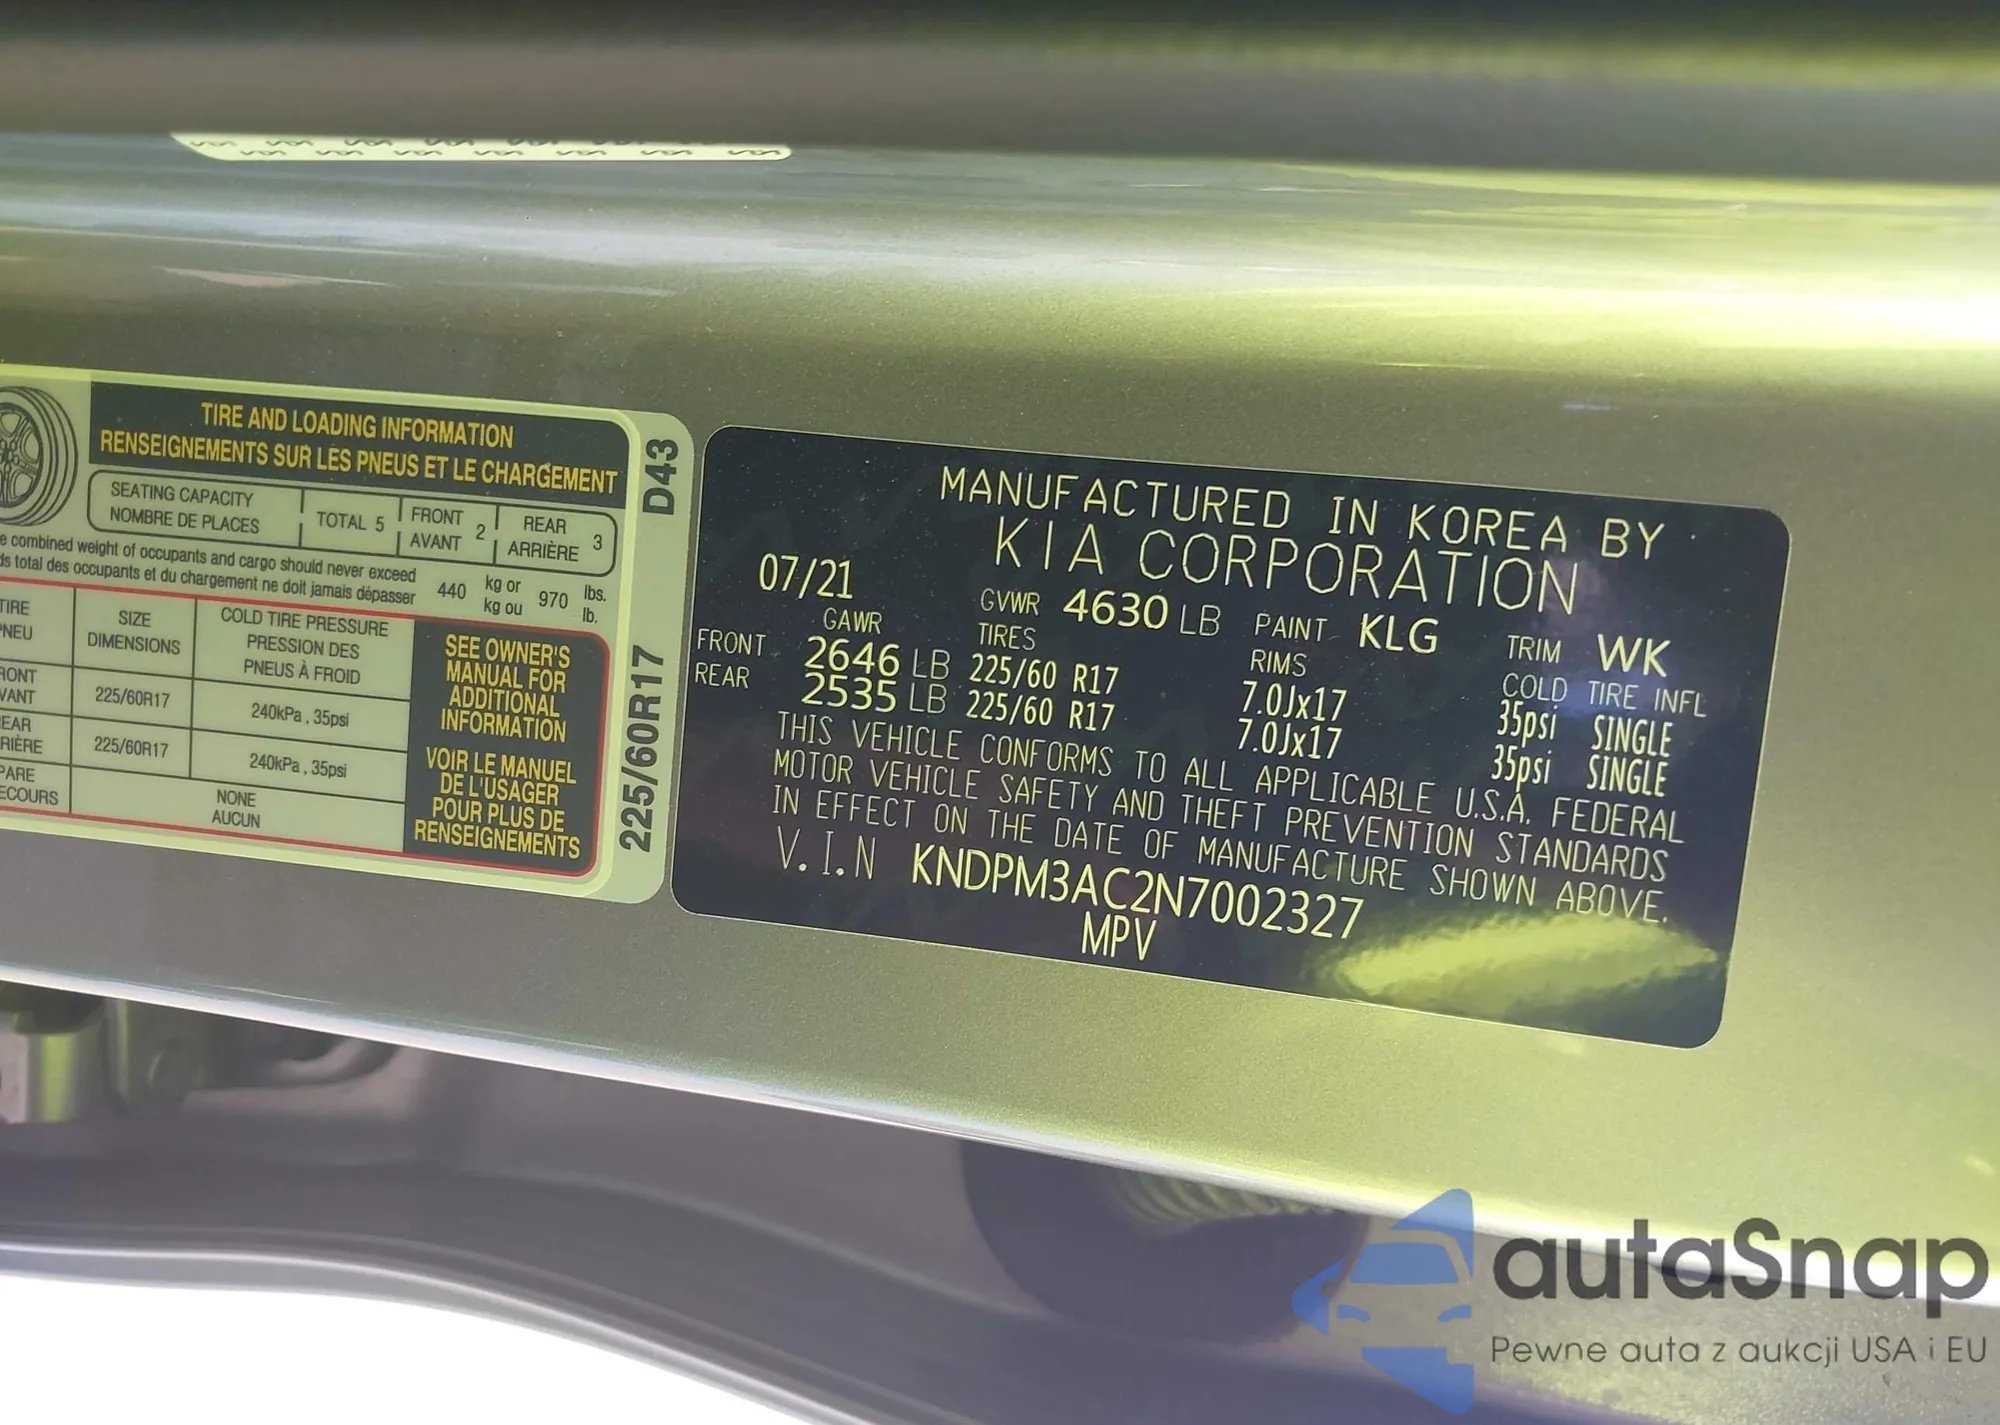 TIRE AND LOADING INFORMATION
RENSEIGNEMENTS SUR LES PNEUS ET LE CHARGEMENT
SEATING CAPACITY
NOMBRE DE PLACES
TOTAL 5
FRONT
AVANT
2
REAR
ARRIÈRE
3
combined weight of occupants and cargo should never exceed
total des occupants et du chargement ne doit jamais dépasser
440 kg or 970 lbs.
kg ou lb.
SIZE
DIMENSIONS
COLD TIRE PRESSURE
PRESSION DES
PNEUS À FROID
225/60R17 240kPa , 35psi
225/60R17 240kPa , 35psi
NONE
AUCUN
SEE OWNER'S
MANUAL FOR
ADDITIONAL
INFORMATION
VOIR LE MANUEL
DE L'USAGER
POUR PLUS DE
RENSEIGNEMENTS
225/60R17 D43
MANUFACTURED IN KOREA BY
KIA CORPORATION
07/21 GVWR 4630 LB PAINT KLG TRIM WK
GAWR TIRES RIMS COLD TIRE INFL
FRONT 2646 LB 225/60 R17 7.0Jx17 35psi SINGLE
REAR 2535 LB 225/60 R17 7.0Jx17 35psi SINGLE
THIS VEHICLE CONFORMS TO ALL APPLICABLE U.S.A. FEDERAL
MOTOR VEHICLE SAFETY AND THEFT PREVENTION STANDARDS
IN EFFECT ON THE DATE OF MANUFACTURE SHOWN ABOVE.
V.I.N KNDPM3AC2N7002327
MPV
autaSnap
Pewne auta z aukcji USA i EU